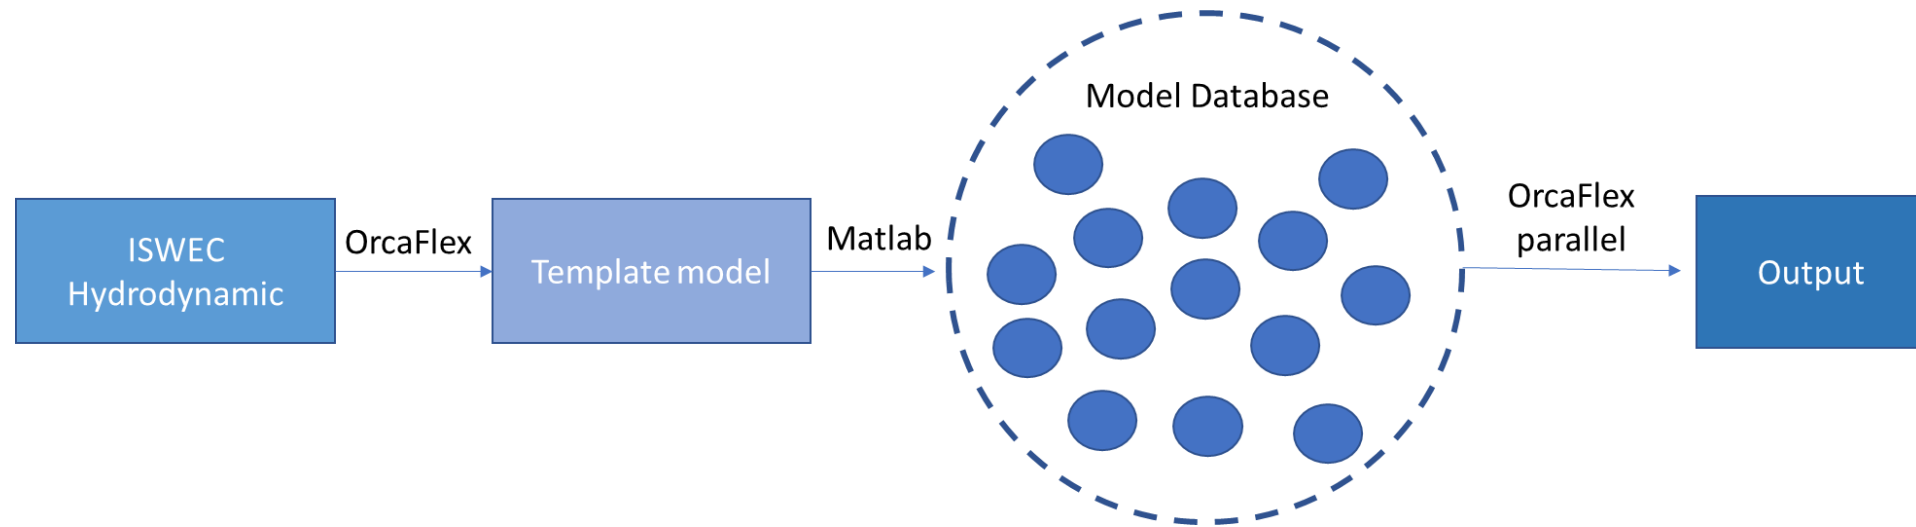 ISWEC
Hydrodynamic
OrcaFlex
Template model
Matlab
Model Database
OrcaFlex
parallel
Output